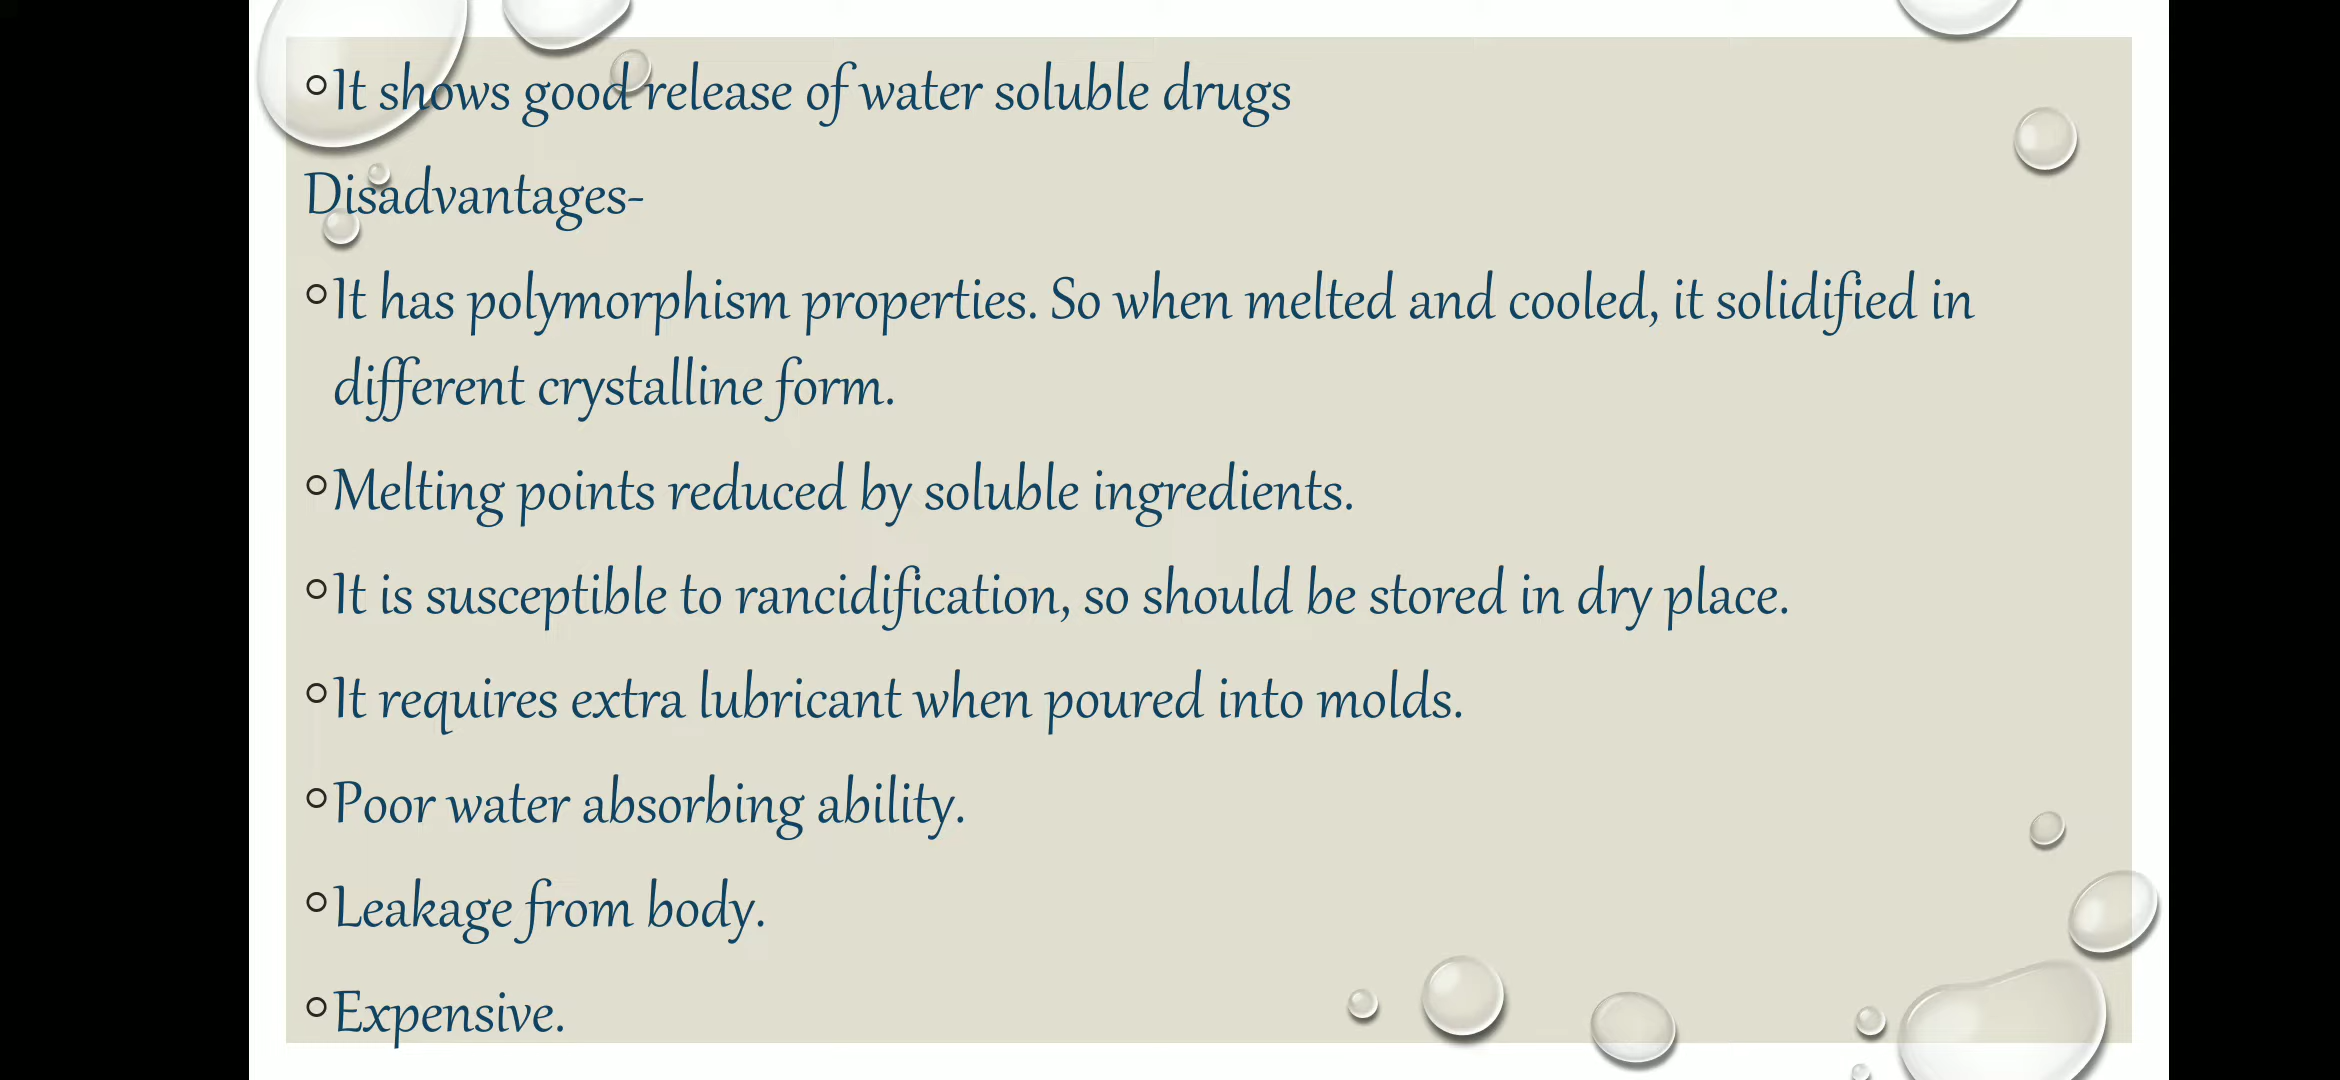 It shows good release of water soluble drugs
Disadvantages-
It has polymorphism properties. So when melted and cooled, it solidified in
different crystalline form.
Melting points reduced by soluble ingredients.
It is susceptible to rancidification, so should be stored in dry place.
It requires extra lubricant when poured into molds.
Poor water absorbing ability.
Leakage from body.
Expensive.